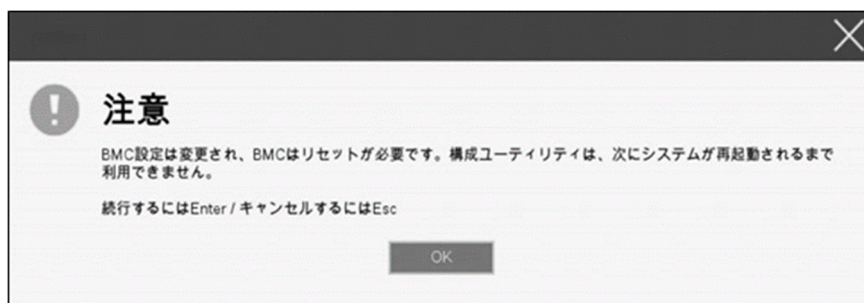 注意
BMC設定は変更され、BMCはリセットが必要です。構成ユーティリティは、次にシステムが再起動されるまで
利用できません。
続行するにはEnter / キャンセルするにはEsc
OK